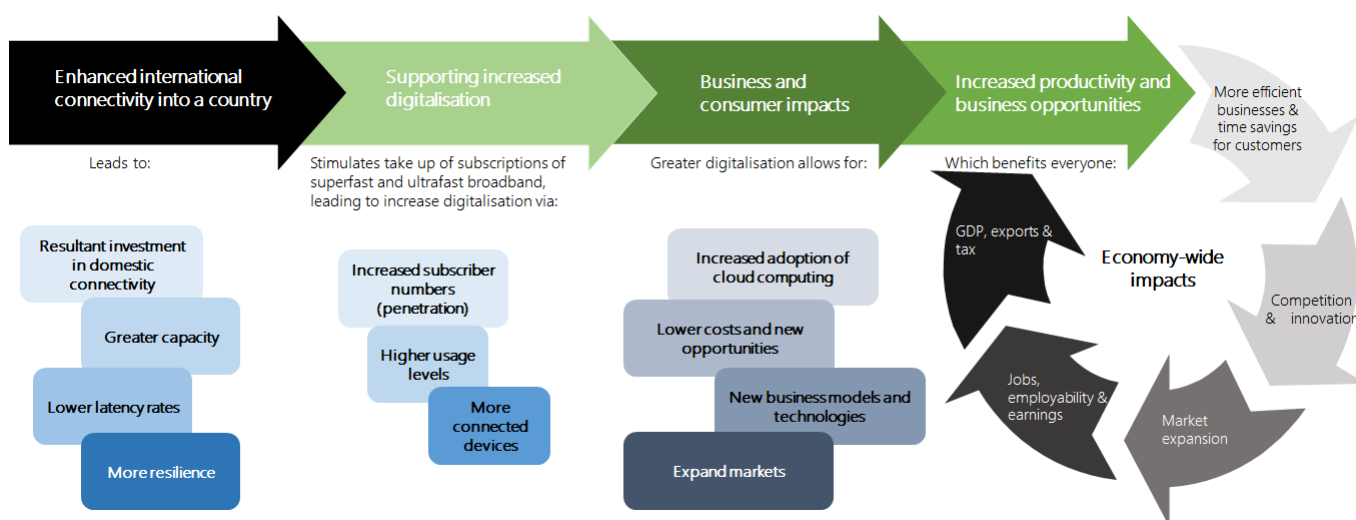 Enhanced international
connectivity into a country
Supporting increased
digitalisation
Business and
consumer impacts
Increased productivity and
business opportunities
Leads to:
Stimulates take up of subscriptions of
superfast and ultrafast broadband,
leading to increase digitalisation via:
Greater digitalisation allows for:
Which benefits everyone:
Resultant investment
in domestic
connectivity
Greater capacity
Lower latency rates
More resilience
Increased subscriber
numbers
(penetration)
Higher usage
levels
More
connected
devices
Increased adoption of
cloud computing
Lower costs and new
opportunities
New business models and
technologies
Expand markets
More efficient
businesses &
time savings
for customers
Competition
& innovation
Market
expansion
Jobs,
employability &
earnings
GDP, exports &
tax
Economy-wide
impacts